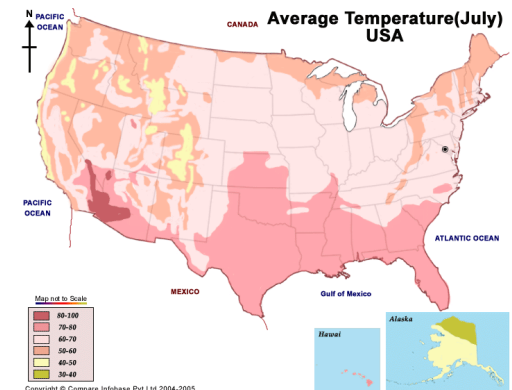 Average Temperature(July)
USA
N
PACIFIC
OCEAN
CANADA
PACIFIC
OCEAN
ATLANTIC OCEAN
MEXICO
Gulf of Mexico
Map not to Scale
80-100
70-80
60-70
50-60
40-50
30-40
Hawai
Alaska
Copyright © Compare Infobase Pvt Ltd 2004-2005